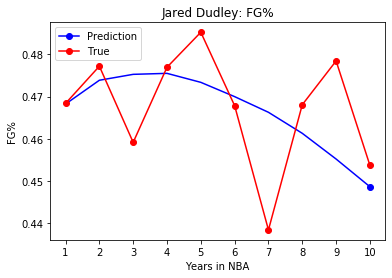 Jared Dudley: FG%
Prediction
True
0.48
0.47
0.46
0.45
0.44
FG%
1 2 3 4 5 6 7 8 9 10
Years in NBA